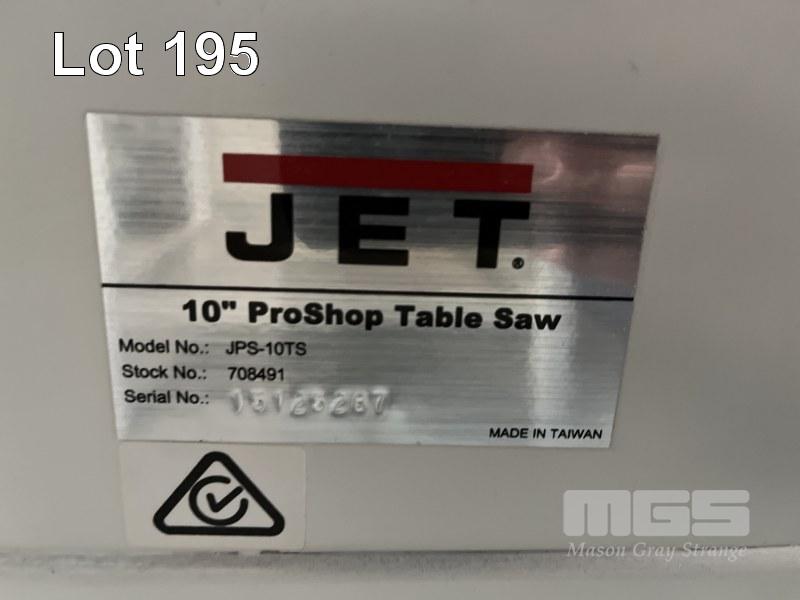 Lot 195
JET®
10" ProShop Table Saw
Model No.: JPS-10TS
Stock No.: 708491
Serial No.: 15123267
MADE IN TAIWAN
MGS
Mason Gray Strange